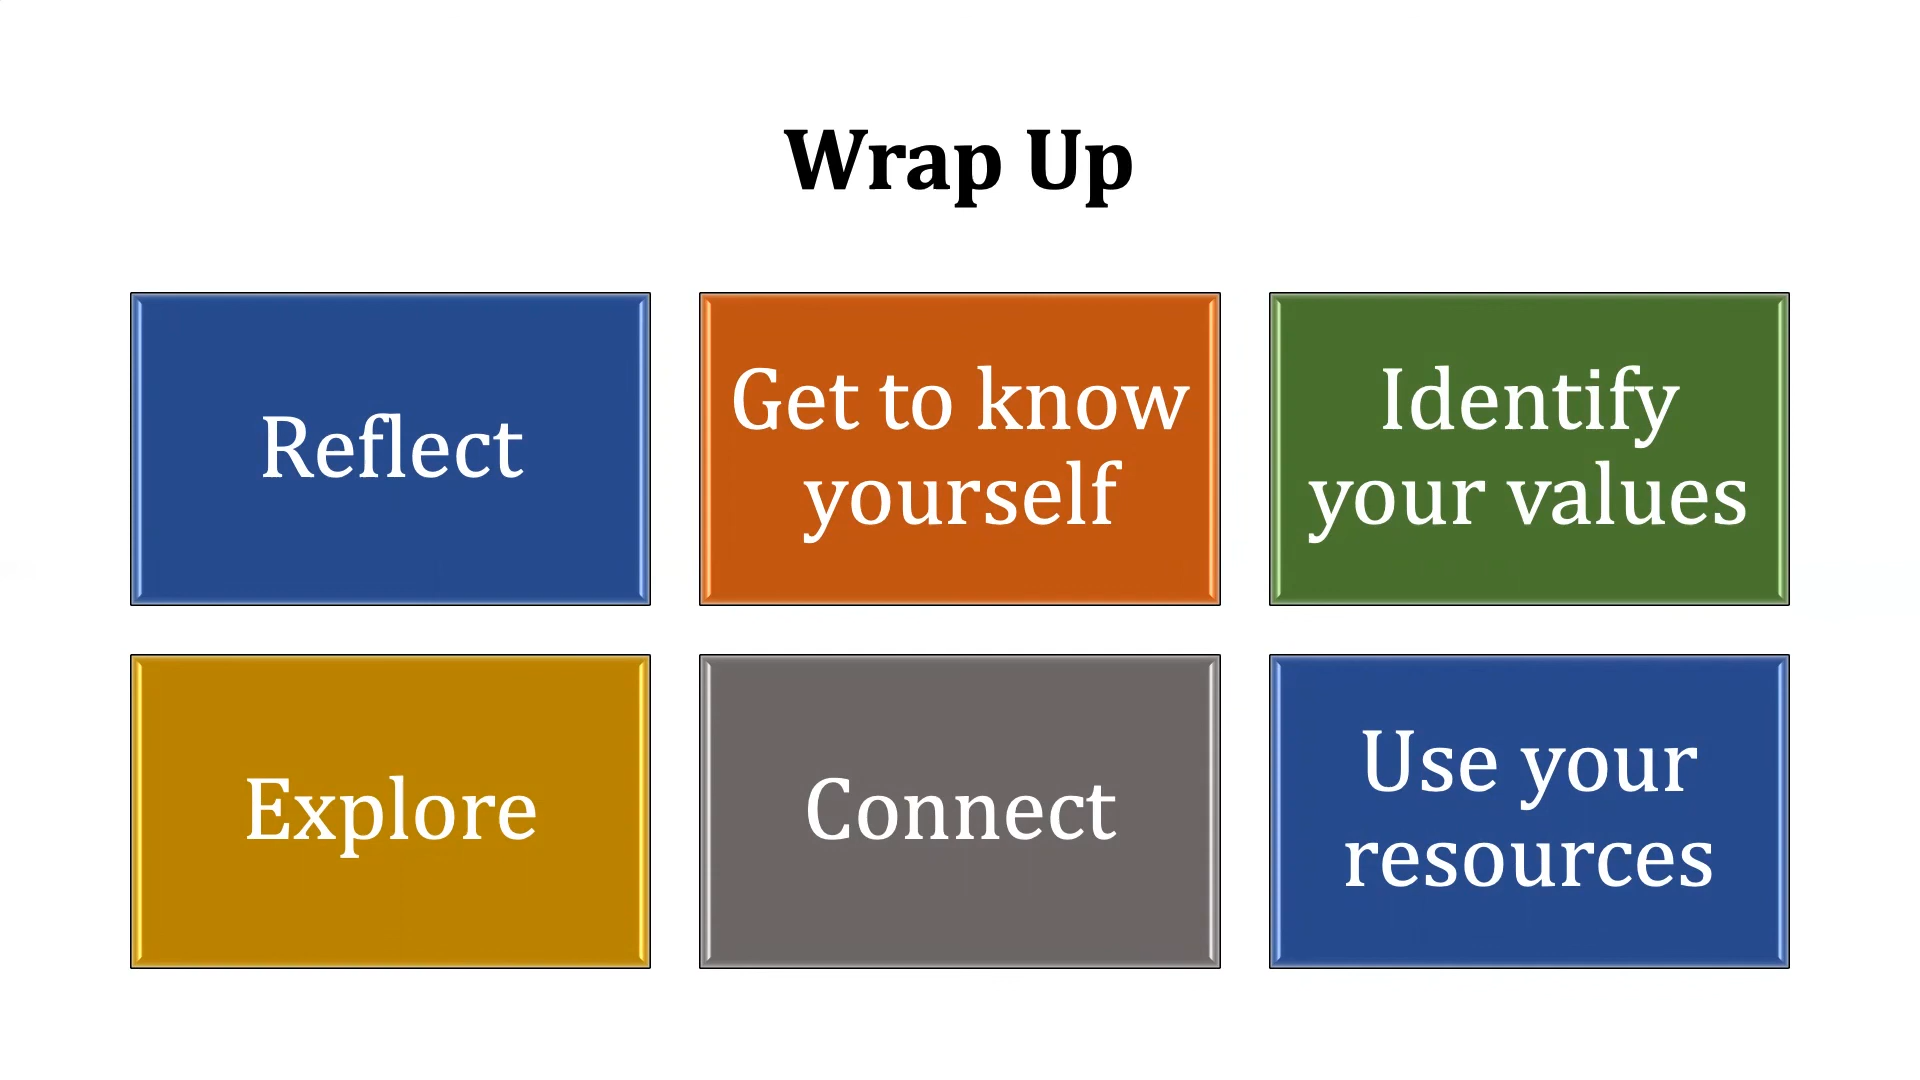 Wrap Up
Reflect
Get to know
yourself
Identify
your values
Explore
Connect
Use your
resources